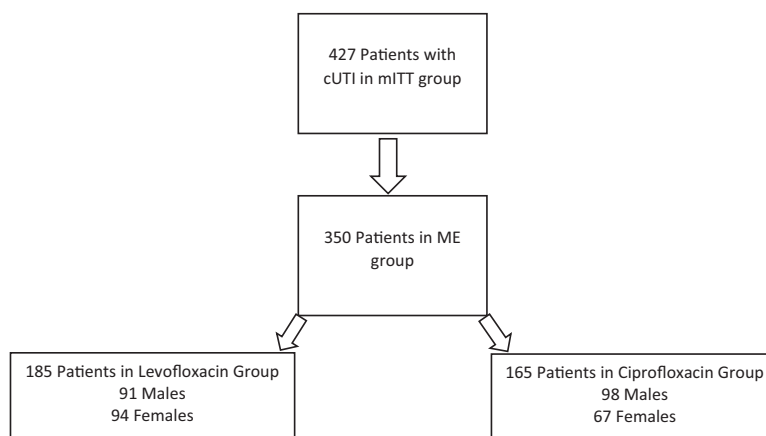 427 Patients with
cUTI in mITT group
350 Patients in ME
group
185 Patients in Levofloxacin Group
91 Males
94 Females
165 Patients in Ciprofloxacin Group
98 Males
67 Females